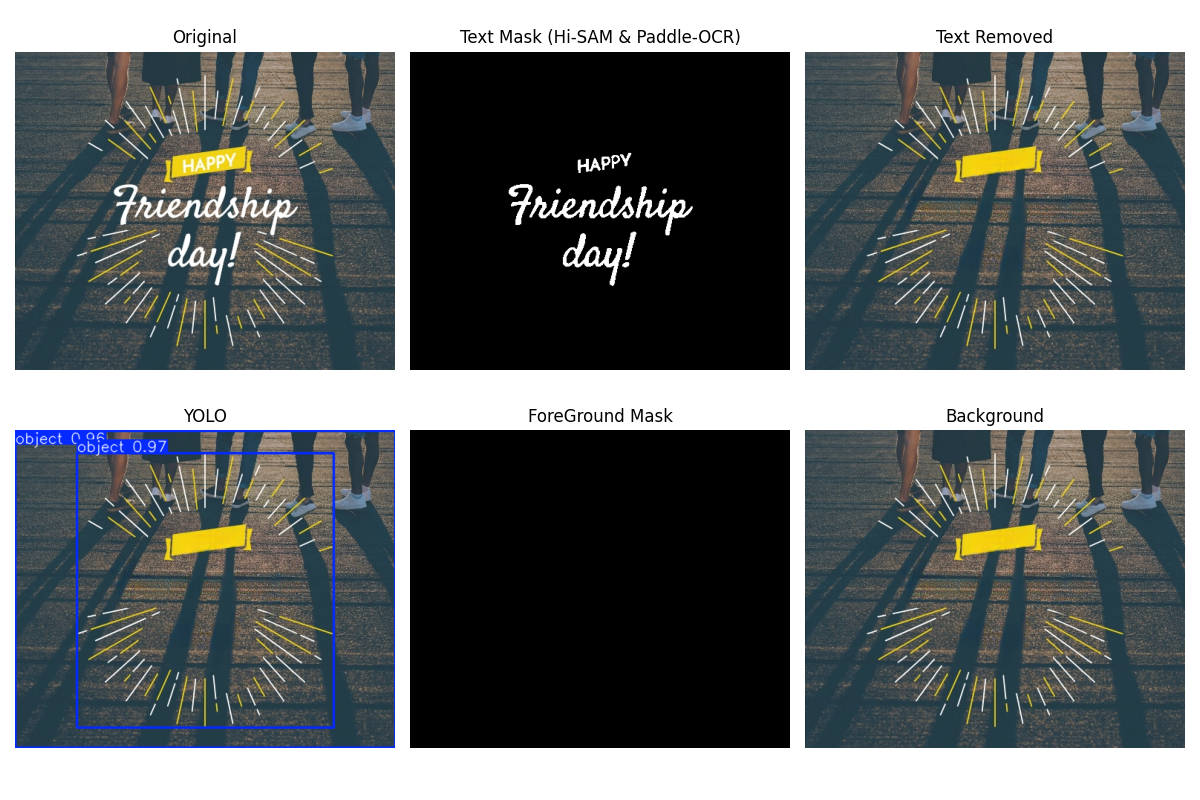 Original
Text Mask (Hi-SAM & Paddle-OCR)
Text Removed
HAPPY
Friendship
day!
HAPPY
Friendship
day!
YOLO
ForeGround Mask
Background
object 0.96
object 0.97